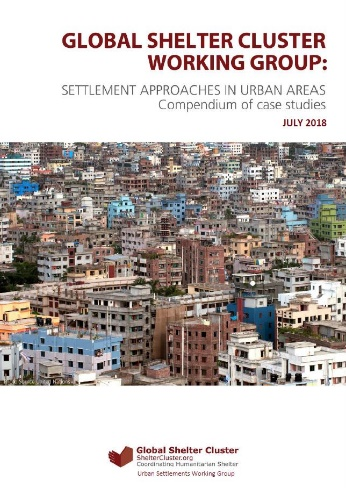 GLOBAL SHELTER CLUSTER
WORKING GROUP:
SETTLEMENT APPROACHES IN URBAN AREAS
Compendium of case studies
JULY 2018
Global Shelter Cluster
ShelterCluster.org
Coordinating Humanitarian Shelter
Urban Settlements Working Group